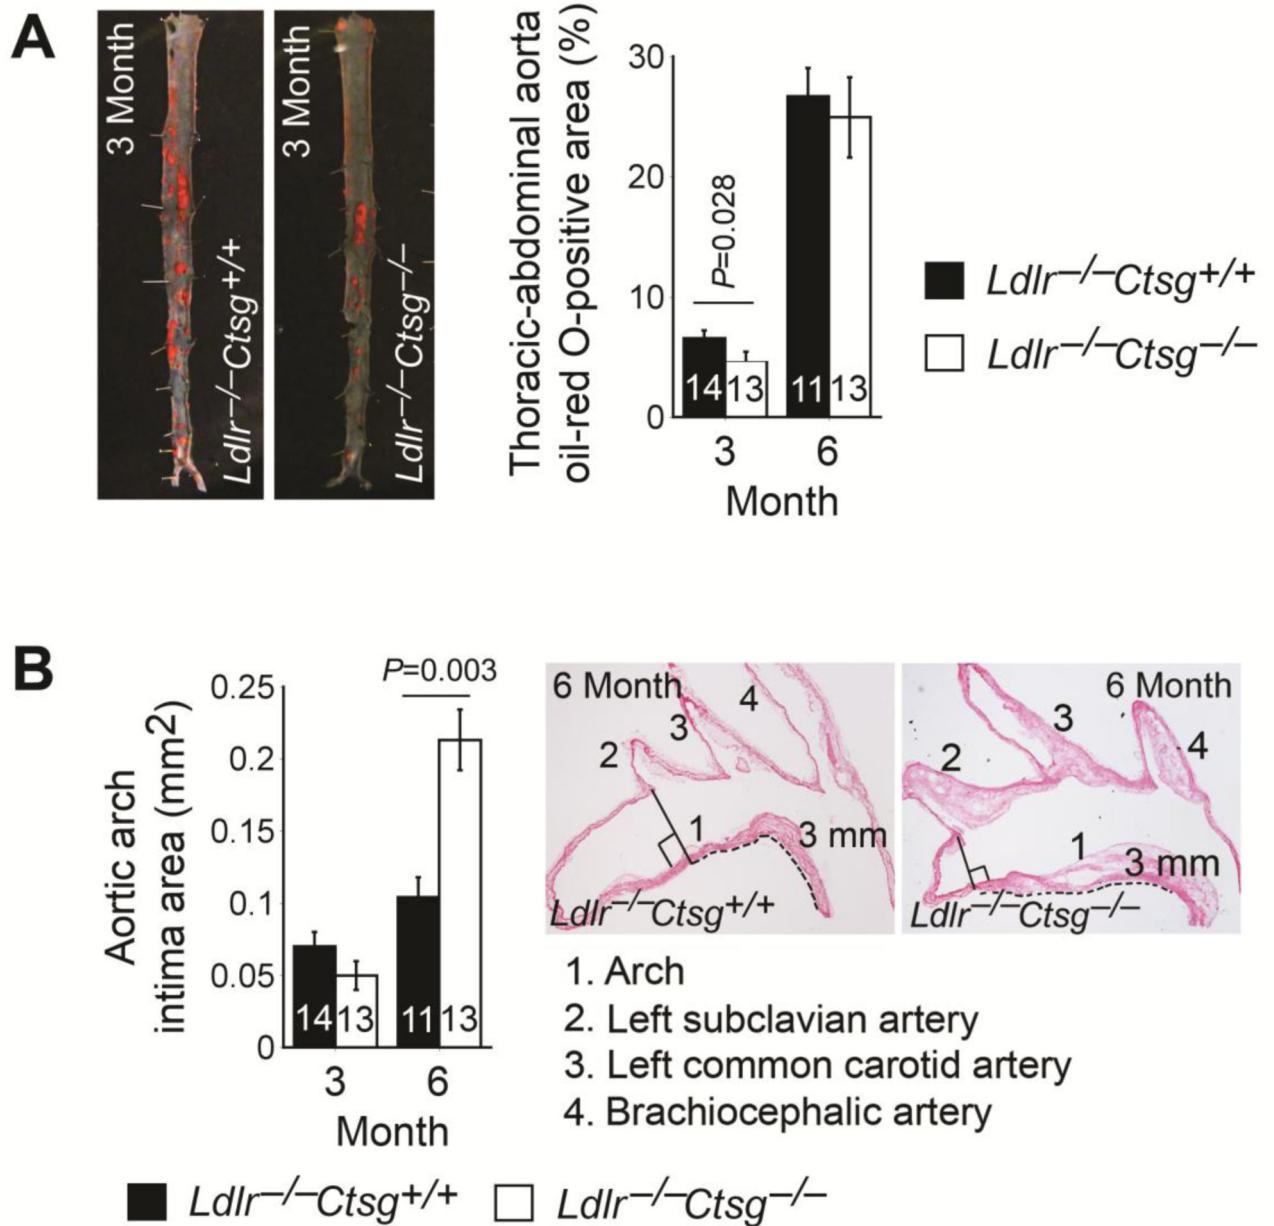 A
3 Month
Ldlr−/−Ctsg+/+
3 Month
Ldlr−/−Ctsg−/−
Thoracic-abdominal aorta
oil-red O-positive area (%)
30
20
10
0
P=0.028
14
13
11
13
3
6
Month
Ldlr−/−Ctsg+/+
Ldlr−/−Ctsg−/−
B
Aortic arch
intima area (mm2)
0.25
0.2
0.15
0.1
0.05
0
P=0.003
14
13
11
13
3
6
Month
6 Month
2
3
4
1
3 mm
Ldlr−/−Ctsg+/+
6 Month
2
3
4
1
3 mm
Ldlr−/−Ctsg−/−
1. Arch
2. Left subclavian artery
3. Left common carotid artery
4. Brachiocephalic artery
Ldlr−/−Ctsg+/+
Ldlr−/−Ctsg−/−